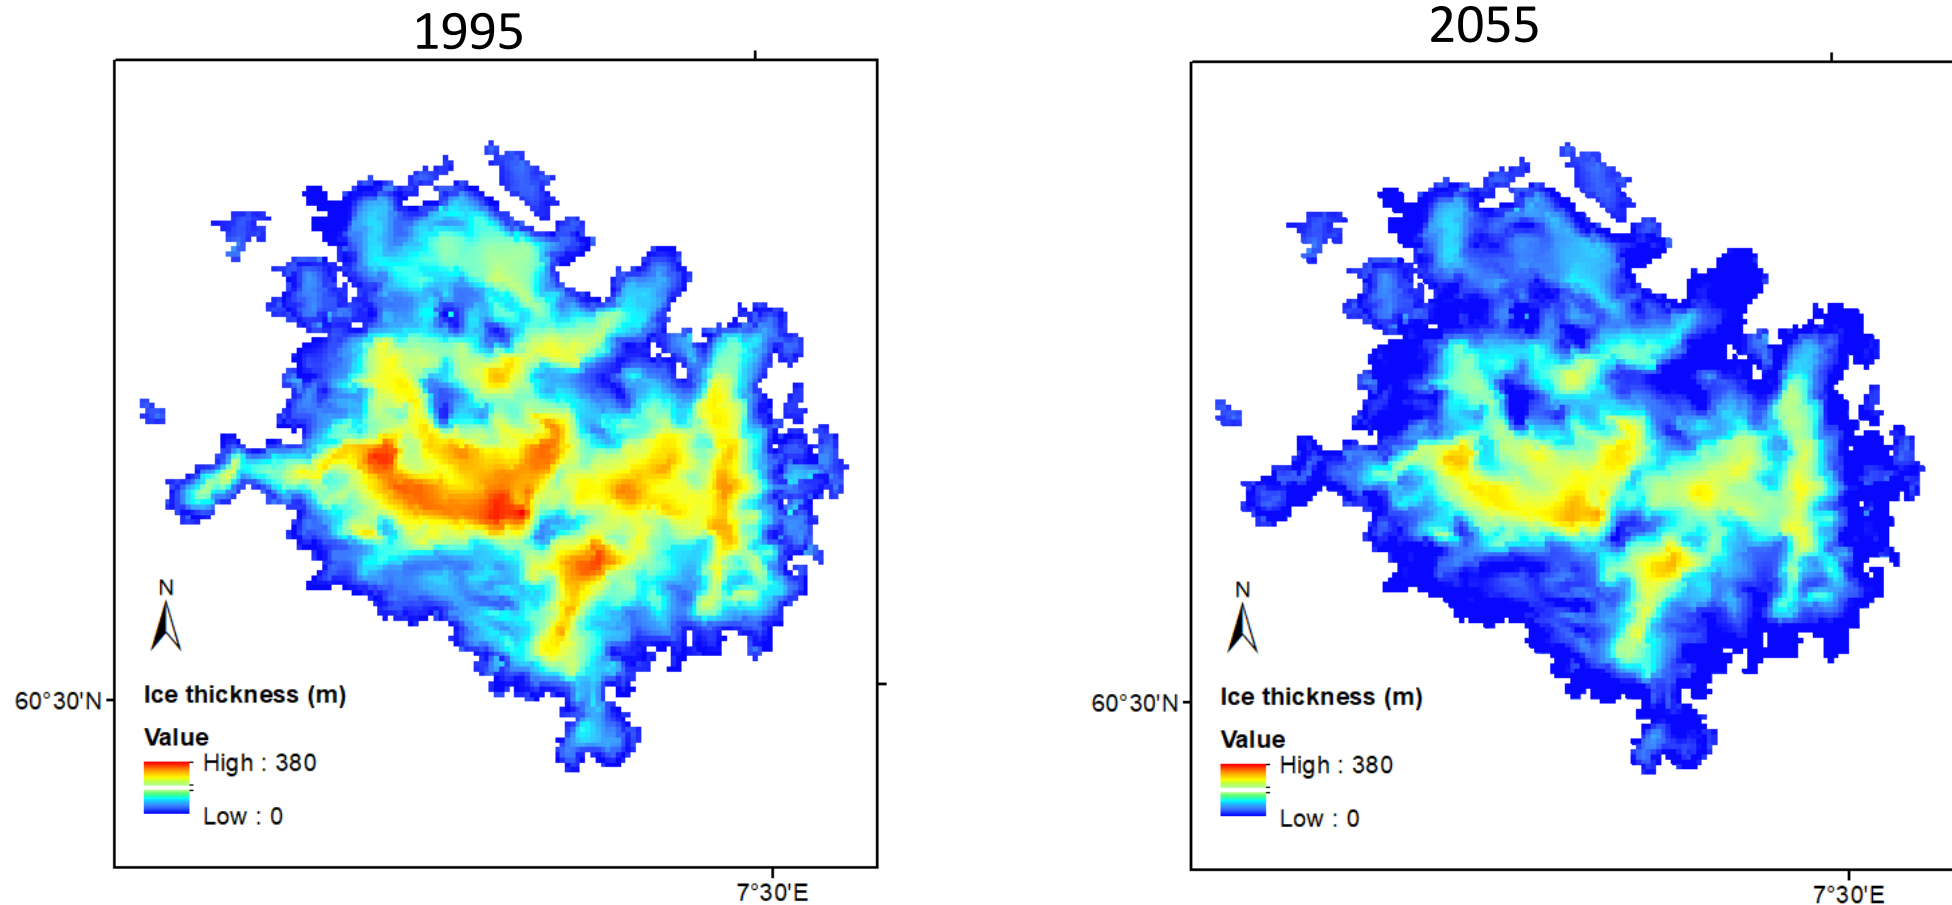 1995
2055
N
Ice thickness (m)
Value
High : 380
Low : 0
60°30'N
7°30'E
N
Ice thickness (m)
Value
High : 380
Low : 0
60°30'N
7°30'E